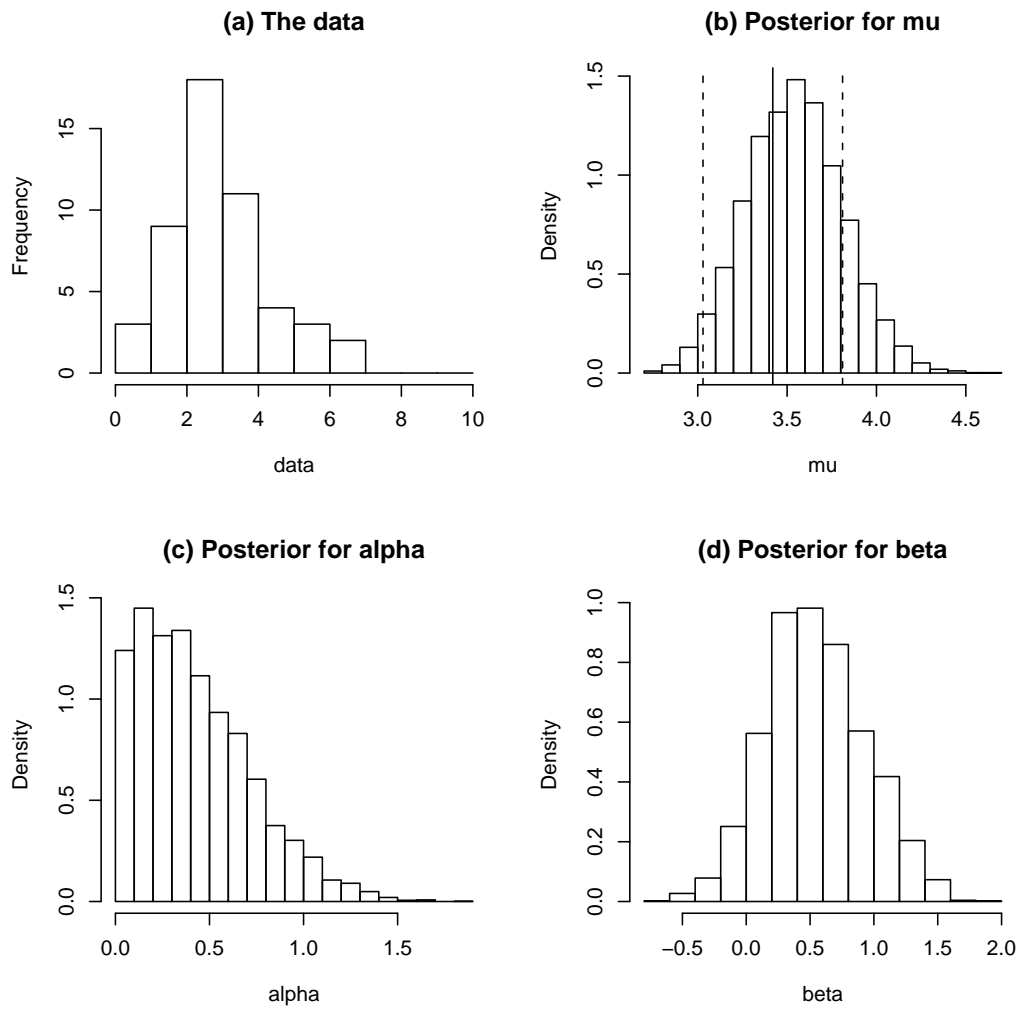 (a) The data
Frequency
0 5 10 15
0 2 4 6 8 10
data
(b) Posterior for mu
Density
0.0 0.5 1.0 1.5
3.0 3.5 4.0 4.5
mu
(c) Posterior for alpha
Density
0.0 0.5 1.0 1.5
0.0 0.5 1.0 1.5
alpha
(d) Posterior for beta
Density
0.0 0.2 0.4 0.6 0.8 1.0
−0.5 0.0 0.5 1.0 1.5 2.0
beta